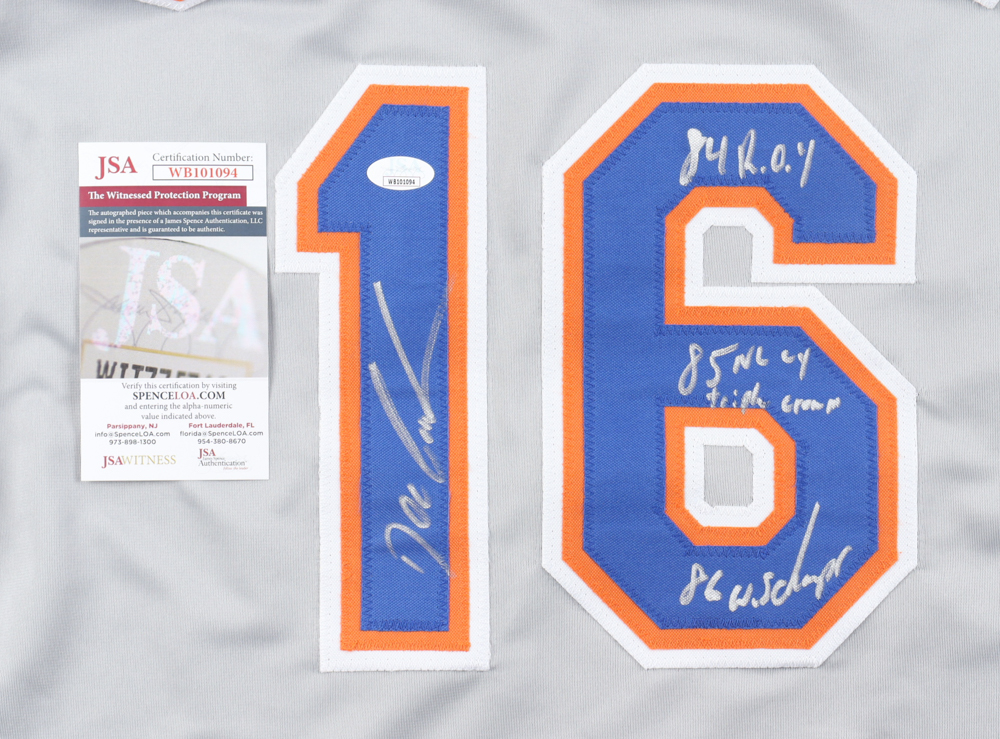 JSA
Certification Number:
WB101094
The Witnessed Protection Program
The autographed piece which accompanies this certificate was
signed in the presence of a James Spence Authentication, LLC
representative and is guaranteed to be authentic.
JSA
Verify this certification by visiting
SPENCELOA.COM
and entering the alpha-numeric
value indicated above.
Parsippany, NJ
info@SpenceLOA.com
973-898-1300
Fort Lauderdale, FL
florida@SpenceLOA.com
954-380-8670
JSAWITNESS
JSA
Authentication
16
WB101094
Doc
84 R.O.Y
85 NL CY
triple crown
86 W.S champs